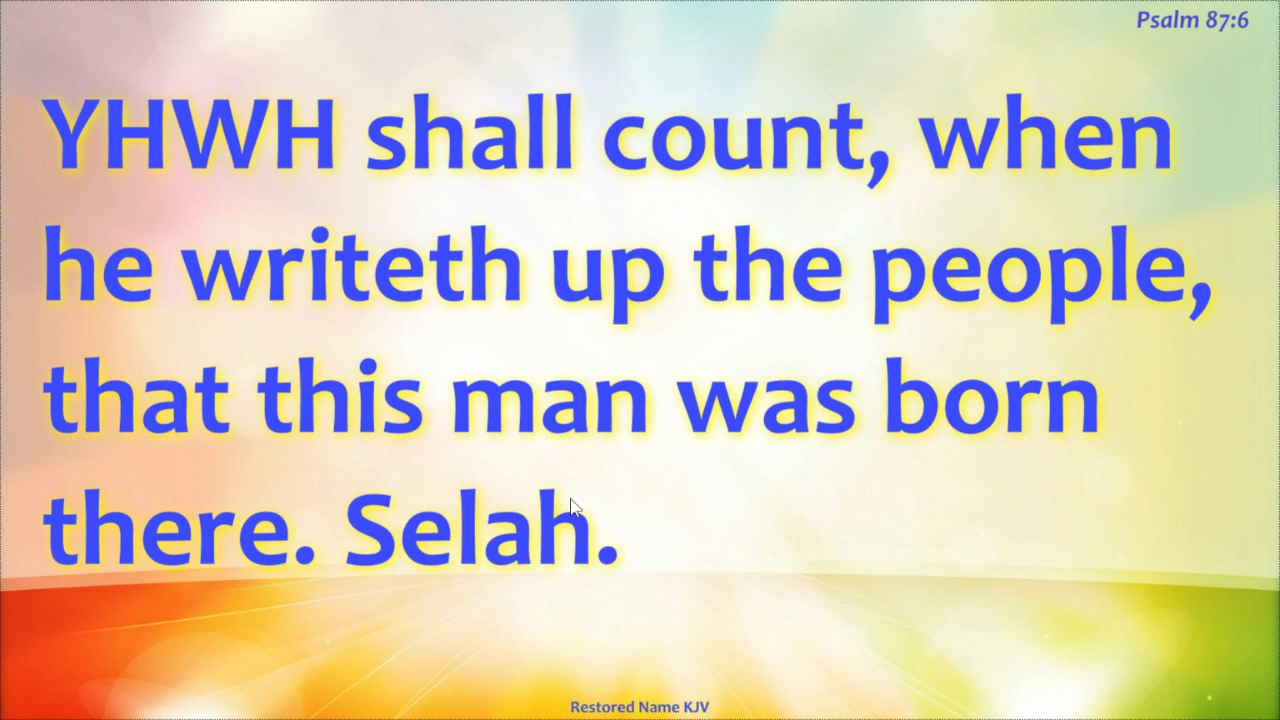 Psalm 87:6
YHWH shall count, when
he writeth up the people,
that this man was born
there. Selah.
Restored Name KJV